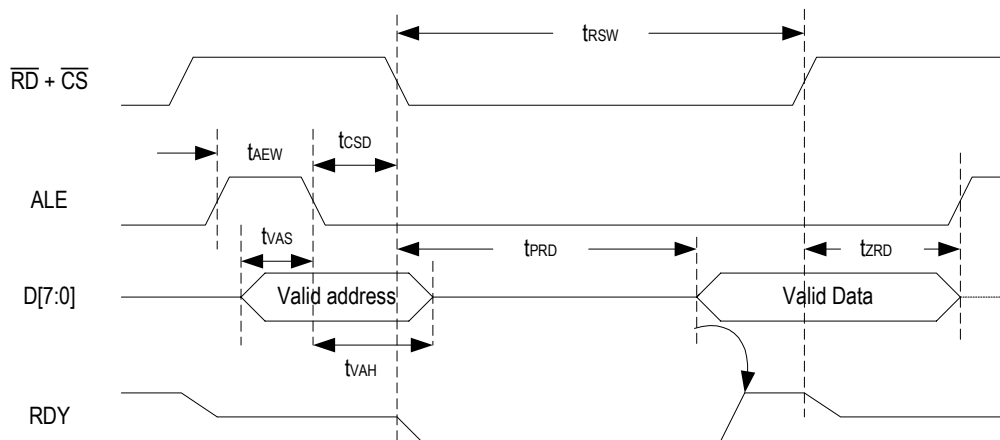 tRSW
RD + CS
tAEW
tCSD
ALE
tVAS
tPRD
tZRD
D[7:0]
Valid address
Valid Data
tVAH
RDY